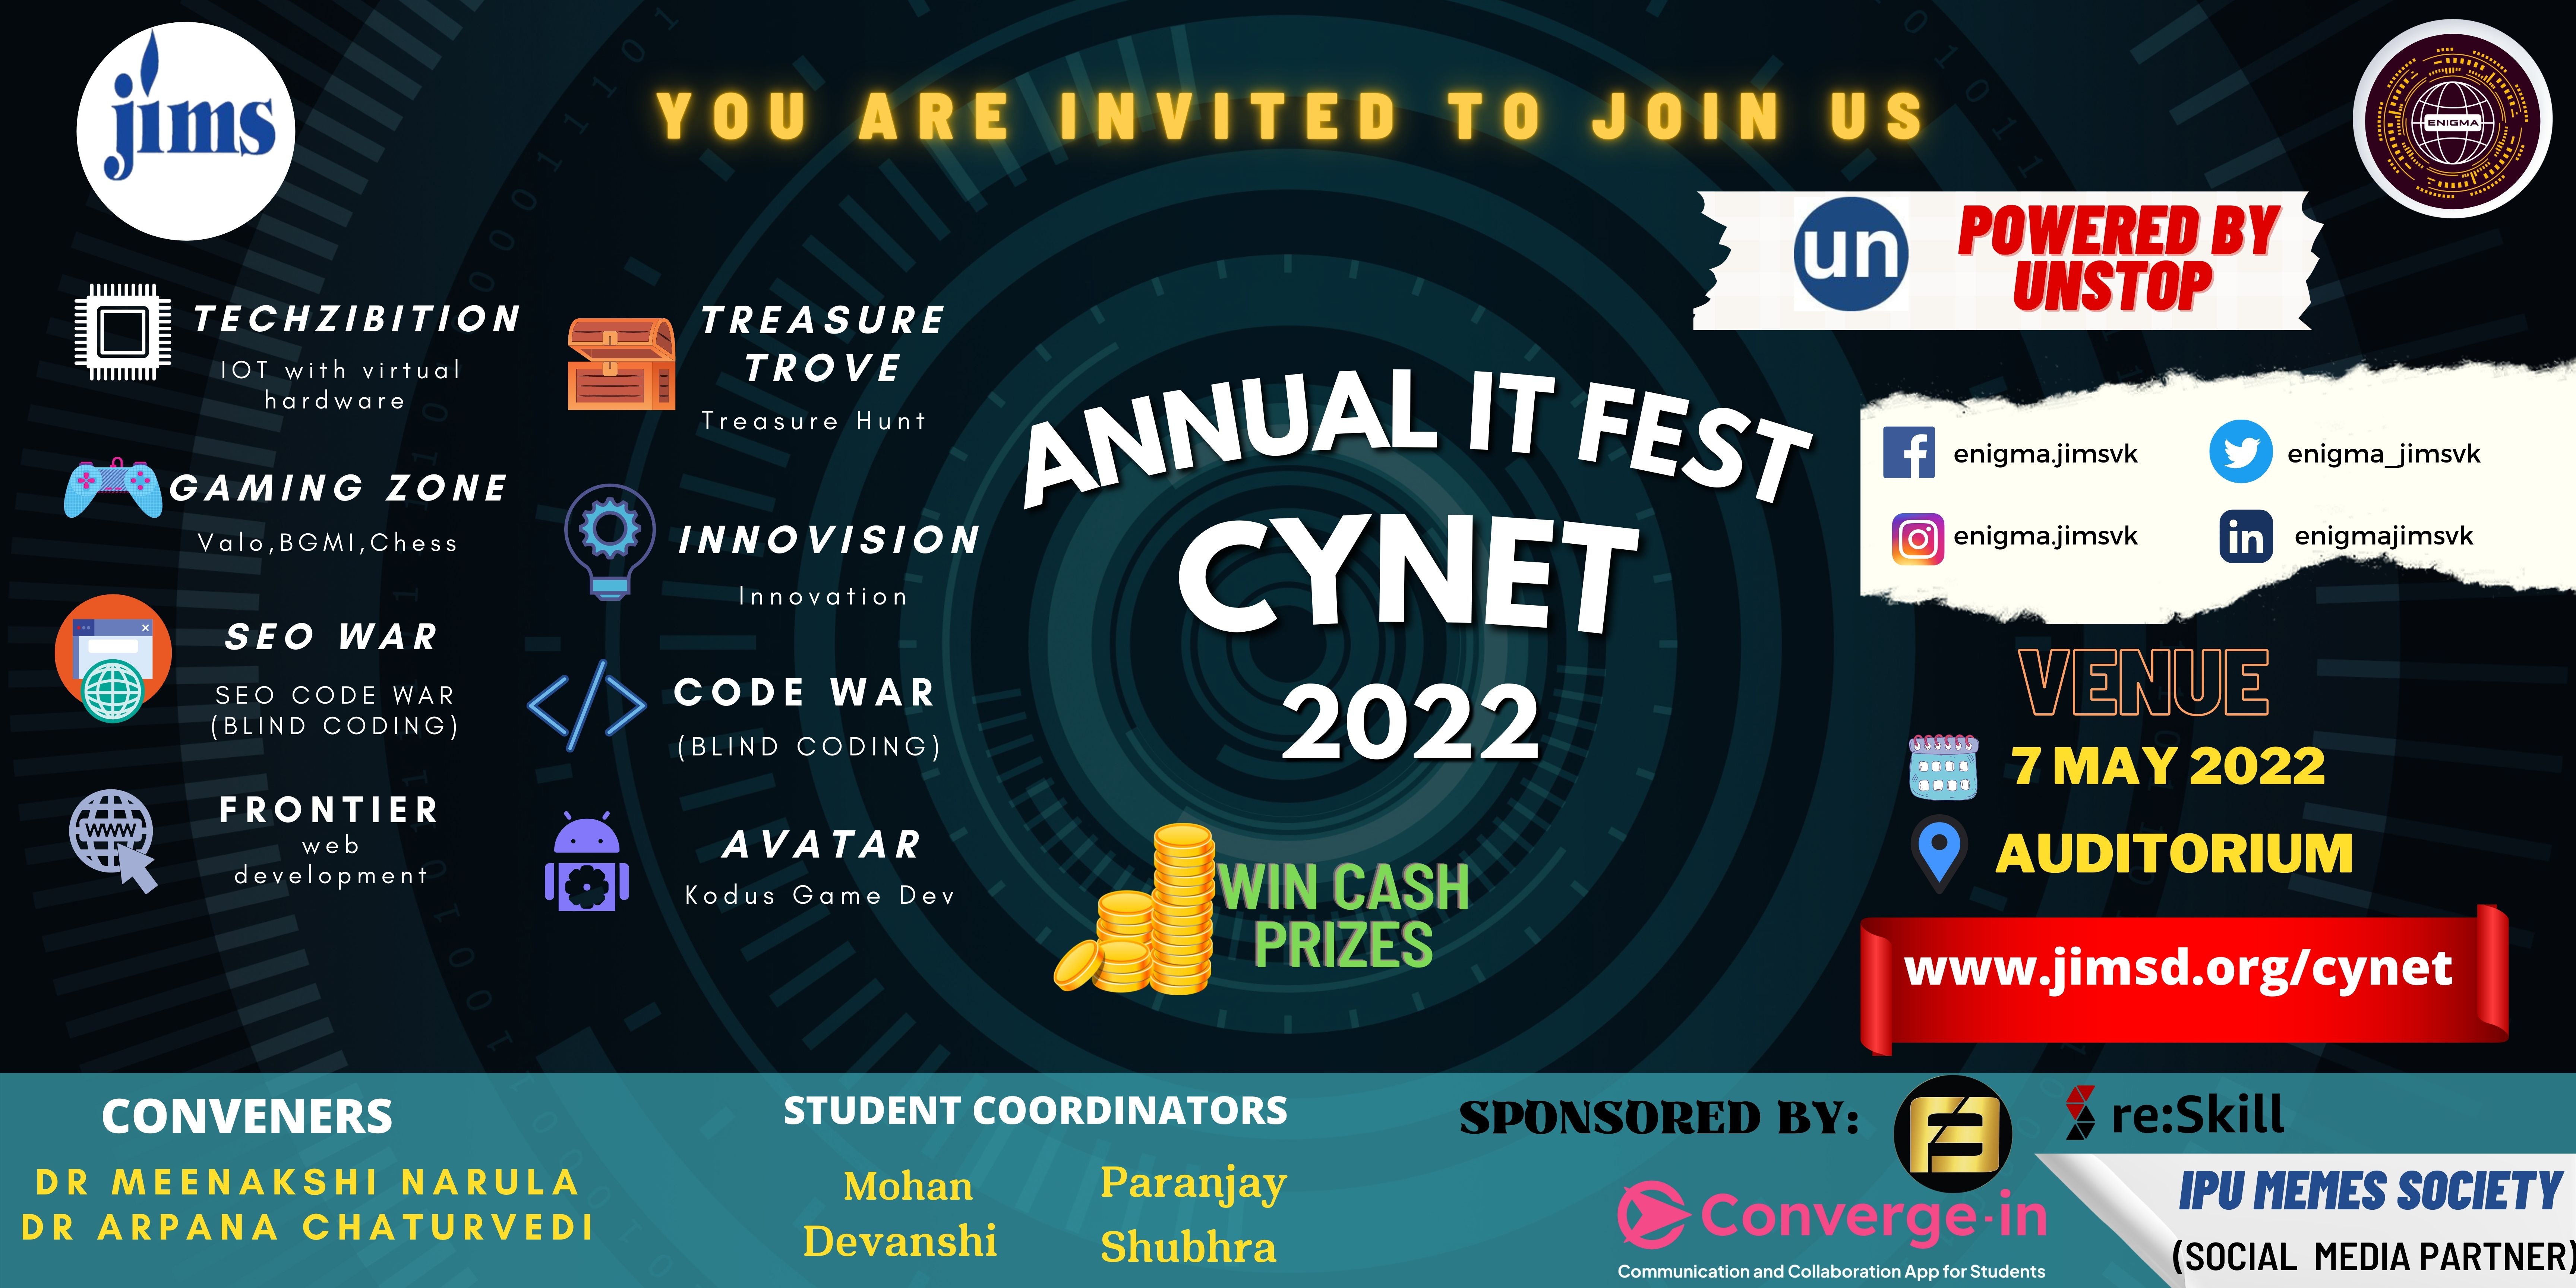 jims
YOU ARE INVITED TO JOIN US
ENIGMA
un
POWERED BY
UNSTOP
TECHZIBITION
IOT with virtual
hardware
GAMING ZONE
Valo,BGMI,Chess
SEO WAR
SEO CODE WAR
(BLIND CODING)
WWW
FRONTIER
web
development
TREASURE
TROVE
Treasure Hunt
INNOVISION
Innovation
CODE WAR
(BLIND CODING)
AVATAR
Kodus Game Dev
ANNUAL IT FEST
CYNET
2022
WIN CASH
PRIZES
enigma.jimsvk
enigma_jimsvk
enigma.jimsvk
in
enigmajimsvk
VENUE
7 MAY 2022
AUDITORIUM
www.jimsd.org/cynet
CONVENERS
DR MEENAKSHI NARULA
DR ARPANA CHATURVEDI
STUDENT COORDINATORS
Mohan
Paranjay
Devanshi
Shubhra
SPONSORED BY:
re:Skill
Converge-in
Communication and Collaboration App for Students
IPU MEMES SOCIETY
(SOCIAL MEDIA PARTNER)